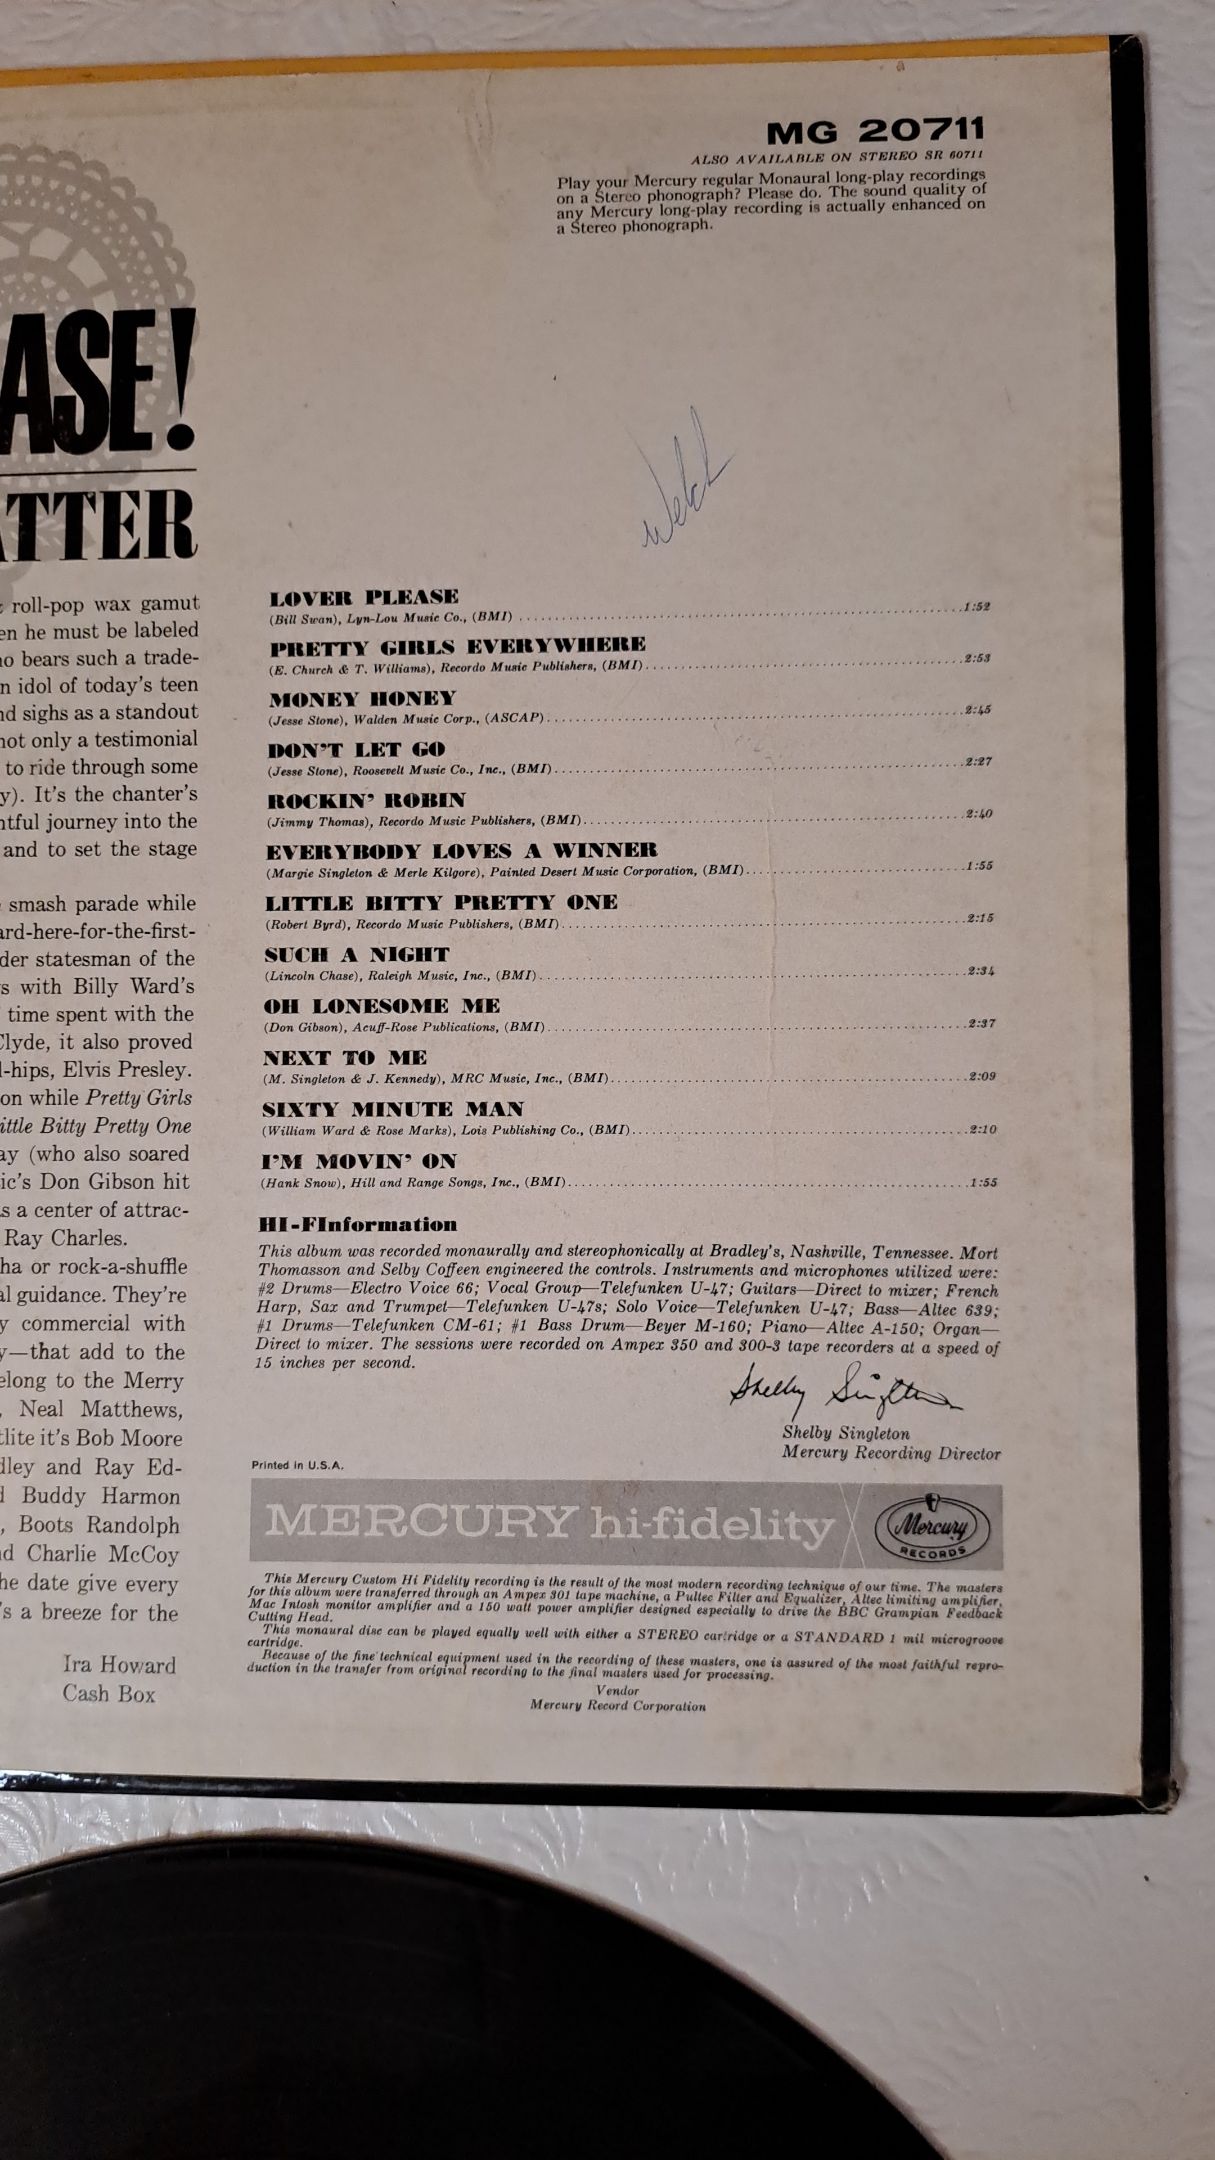 MG 20711
ALSO AVAILABLE ON STEREO SR 60711
Play your Mercury regular Monaural long-play recordings
on a Stereo phonograph? Please do. The sound quality of
any Mercury long-play recording is actually enhanced on
a Stereo phonograph.
ASE!
ATTER
Welch
roll-pop wax gamut
en he must be labeled
ho bears such a trade-
n idol of today's teen
nd sighs as a standout
not only a testimonial
to ride through some
y). It's the chanter's
htful journey into the
and to set the stage
smash parade while
ard-here-for-the-first-
der statesman of the
s with Billy Ward's
time spent with the
Clyde, it also proved
l-hips, Elvis Presley.
on while Pretty Girls
ittle Bitty Pretty One
ay (who also soared
ic's Don Gibson hit
s a center of attrac-
Ray Charles.
ha or rock-a-shuffle
al guidance. They're
y commercial with
y—that add to the
elong to the Merry
, Neal Matthews,
tlite it's Bob Moore
dley and Ray Ed-
d Buddy Harmon
, Boots Randolph
nd Charlie McCoy
he date give every
's a breeze for the
Ira Howard
Cash Box
LOVER PLEASE
(Bill Swan), Lyn-Lou Music Co., (BMI) 1:52
PRETTY GIRLS EVERYWHERE
(E. Church & T. Williams), Recordo Music Publishers, (BMI) 2:53
MONEY HONEY
(Jesse Stone), Walden Music Corp., (ASCAP) 2:45
DON'T LET GO
(Jesse Stone), Roosevelt Music Co., Inc., (BMI) 2:27
ROCKIN' ROBIN
(Jimmy Thomas), Recordo Music Publishers, (BMI) 2:40
EVERYBODY LOVES A WINNER
(Margie Singleton & Merle Kilgore), Painted Desert Music Corporation, (BMI) 1:55
LITTLE BITTY PRETTY ONE
(Robert Byrd), Recordo Music Publishers, (BMI) 2:15
SUCH A NIGHT
(Lincoln Chase), Raleigh Music, Inc., (BMI) 2:34
OH LONESOME ME
(Don Gibson), Acuff-Rose Publications, (BMI) 2:37
NEXT TO ME
(M. Singleton & J. Kennedy), MRC Music, Inc., (BMI) 2:09
SIXTY MINUTE MAN
(William Ward & Rose Marks), Lois Publishing Co., (BMI) 2:10
I'M MOVIN' ON
(Hank Snow), Hill and Range Songs, Inc., (BMI) 1:55
HI-FInformation
This album was recorded monaurally and stereophonically at Bradley's, Nashville, Tennessee. Mort
Thomasson and Selby Coffeen engineered the controls. Instruments and microphones utilized were:
#2 Drums—Electro Voice 66; Vocal Group—Telefunken U-47; Guitars—Direct to mixer; French
Harp, Sax and Trumpet—Telefunken U-47s; Solo Voice—Telefunken U-47; Bass—Altec 639;
#1 Drums—Telefunken CM-61; #1 Bass Drum—Beyer M-160; Piano—Altec A-150; Organ—
Direct to mixer. The sessions were recorded on Ampex 350 and 300-3 tape recorders at a speed of
15 inches per second.
Shelby Singleton
Shelby Singleton
Mercury Recording Director
Printed in U.S.A.
MERCURY hi-fidelity
Mercury
RECORDS
This Mercury Custom Hi Fidelity recording is the result of the most modern recording technique of our time. The masters
for this album were transferred through an Ampex 301 tape machine, a Pultec Filter and Equalizer, Altec limiting amplifier,
Mac Intosh monitor amplifier and a 150 watt power amplifier designed especially to drive the BBC Grampian Feedback
Cutting Head.
This monaural disc can be played equally well with either a STEREO cartridge or a STANDARD 1 mil microgroove
cartridge.
Because of the fine technical equipment used in the recording of these masters, one is assured of the most faithful repro-
duction in the transfer from original recording to the final masters used for processing.
Vendor
Mercury Record Corporation